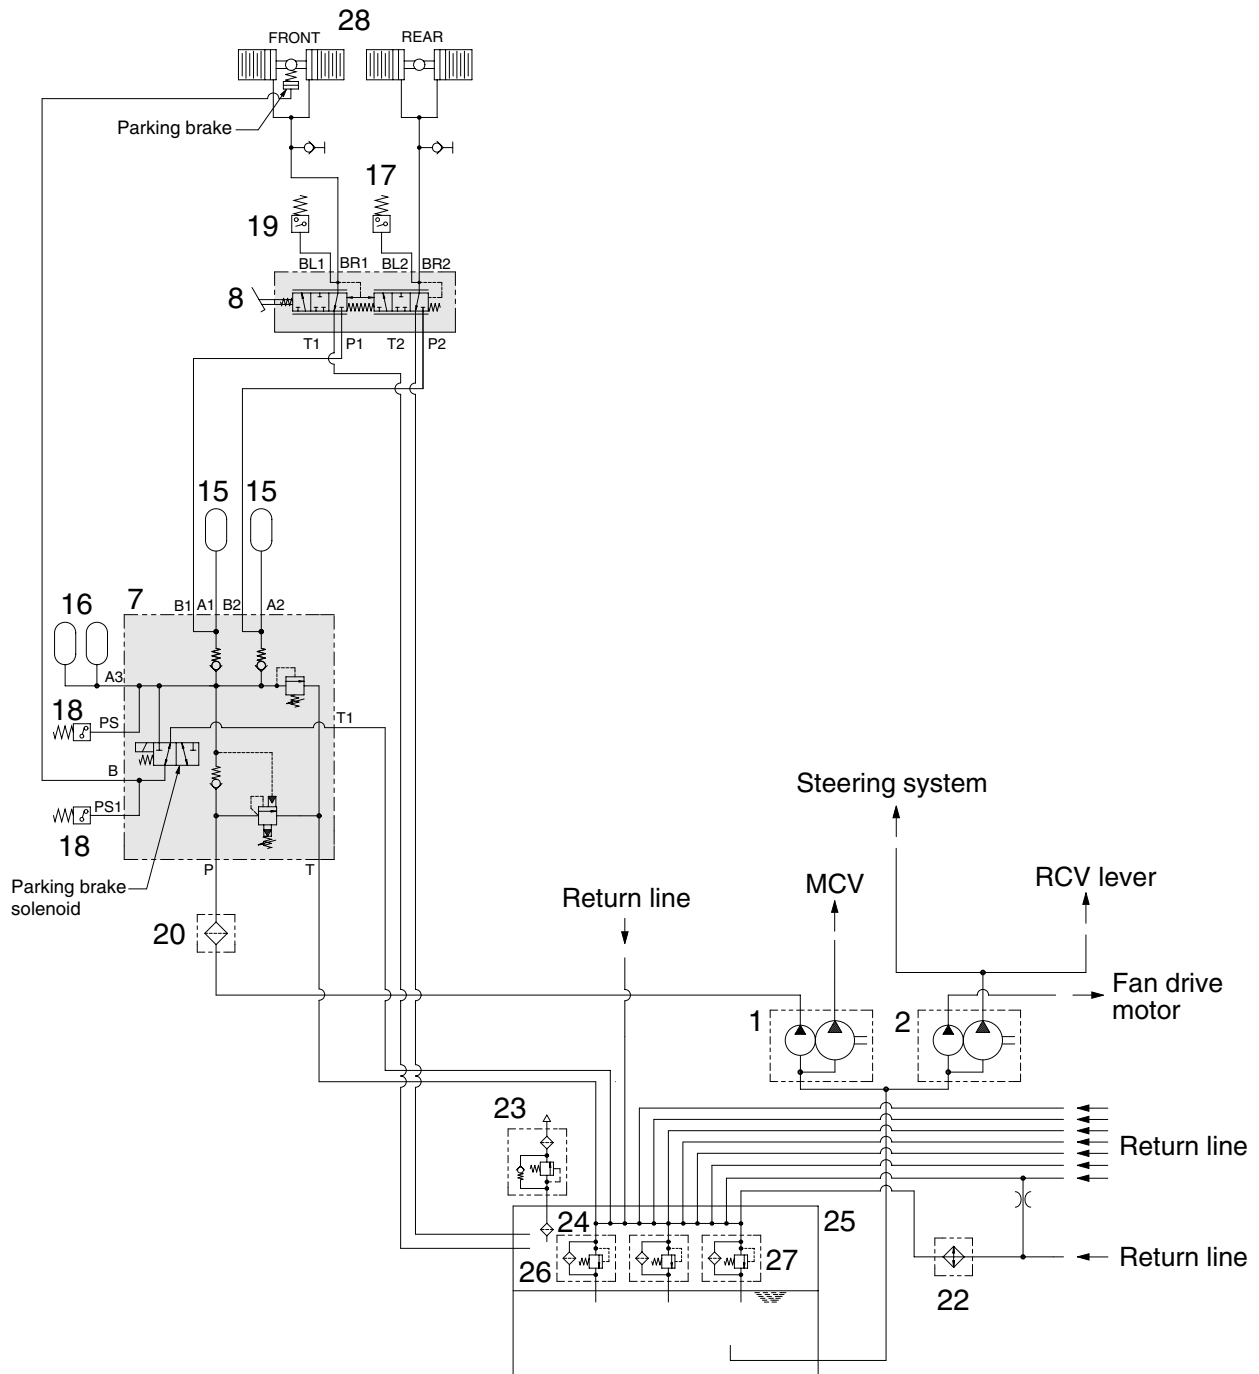 28
FRONT
REAR
Parking brake
17
19
BL1
BR1
BL2
BR2
8
T1
P1
T2
P2
15
15
7
B1
A1
B2
A2
16
A3
18
PS
T1
B
PS1
18
P
T
Parking brake
solenoid
20
Steering system
MCV
RCV lever
Return line
Fan drive
motor
1
2
23
Return line
24
25
26
27
22
Return line